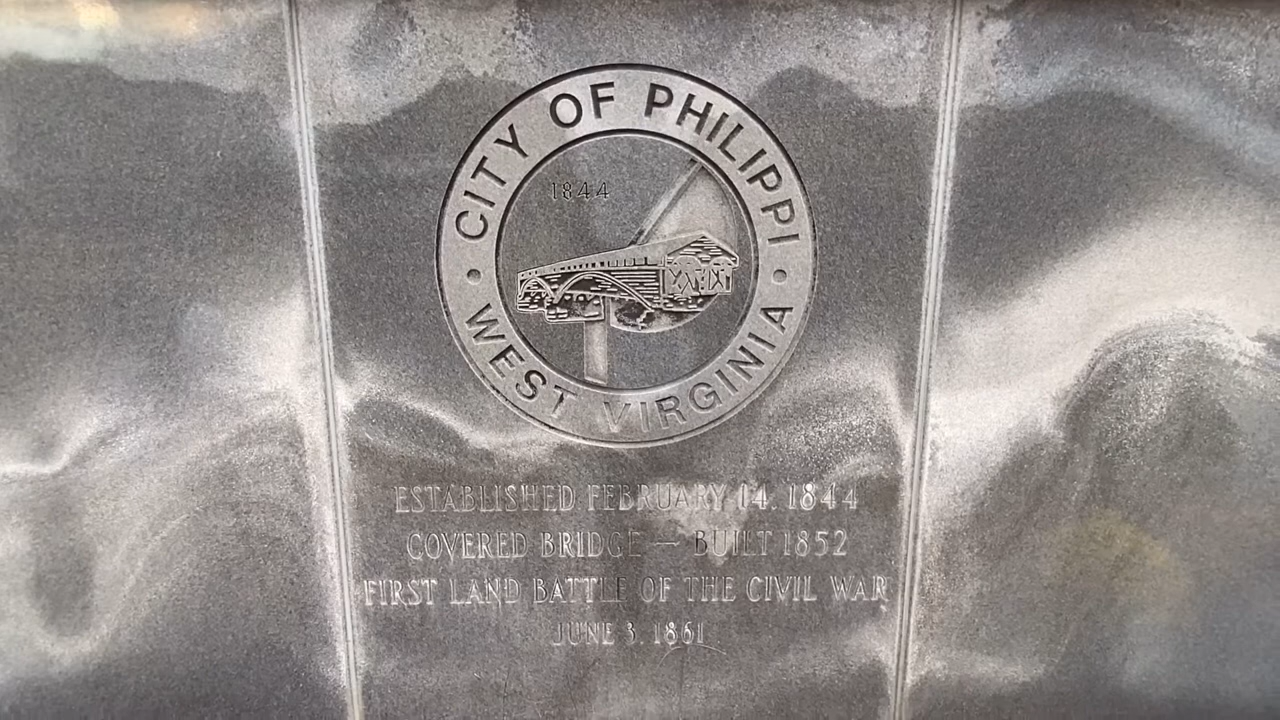 CITY OF PHILIPPI
1844
WEST VIRGINIA
ESTABLISHED FEBRUARY 14, 1844
COVERED BRIDGE — BUILT 1852
FIRST LAND BATTLE OF THE CIVIL WAR
JUNE 3, 1861